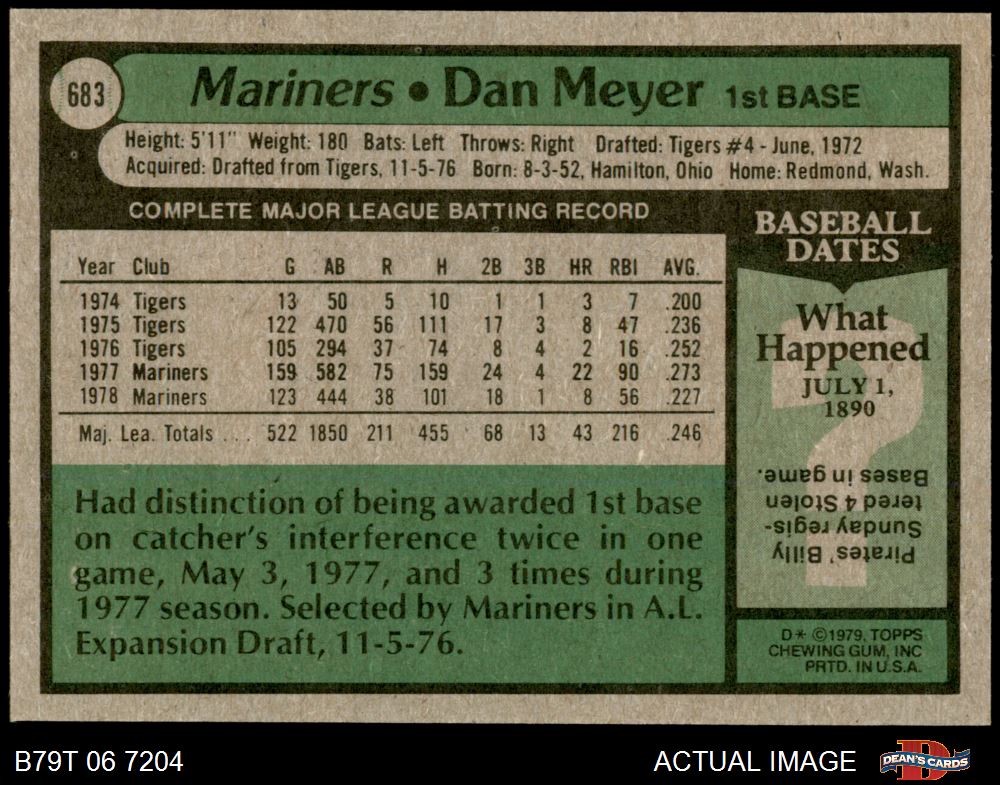 683
Mariners • Dan Meyer 1st BASE
Height: 5'11" Weight: 180 Bats: Left Throws: Right Drafted: Tigers #4 - June, 1972
Acquired: Drafted from Tigers, 11-5-76 Born: 8-3-52, Hamilton, Ohio Home: Redmond, Wash.
COMPLETE MAJOR LEAGUE BATTING RECORD
Year Club G AB R H 2B 3B HR RBI AVG.
1974 Tigers 13 50 5 10 1 1 3 7 .200
1975 Tigers 122 470 56 111 17 3 8 47 .236
1976 Tigers 105 294 37 74 8 4 2 16 .252
1977 Mariners 159 582 75 159 24 4 22 90 .273
1978 Mariners 123 444 38 101 18 1 8 56 .227
Maj. Lea. Totals ... 522 1850 211 455 68 13 43 216 .246
Had distinction of being awarded 1st base
on catcher's interference twice in one
game, May 3, 1977, and 3 times during
1977 season. Selected by Mariners in A.L.
Expansion Draft, 11-5-76.
BASEBALL
DATES
What
Happened
JULY 1,
1890
?
Pirates' Billy
Sunday regis-
tered 4 Stolen
Bases in game.
D* ©1979, TOPPS
CHEWING GUM, INC
PRTD. IN U.S.A.
B79T 06 7204
ACTUAL IMAGE
D
DEAN'S CARDS